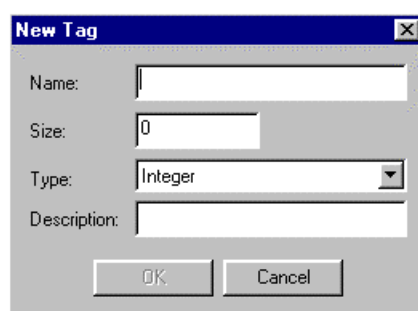 New Tag
Name:
Size: 0
Type: Integer
Description:
OK Cancel